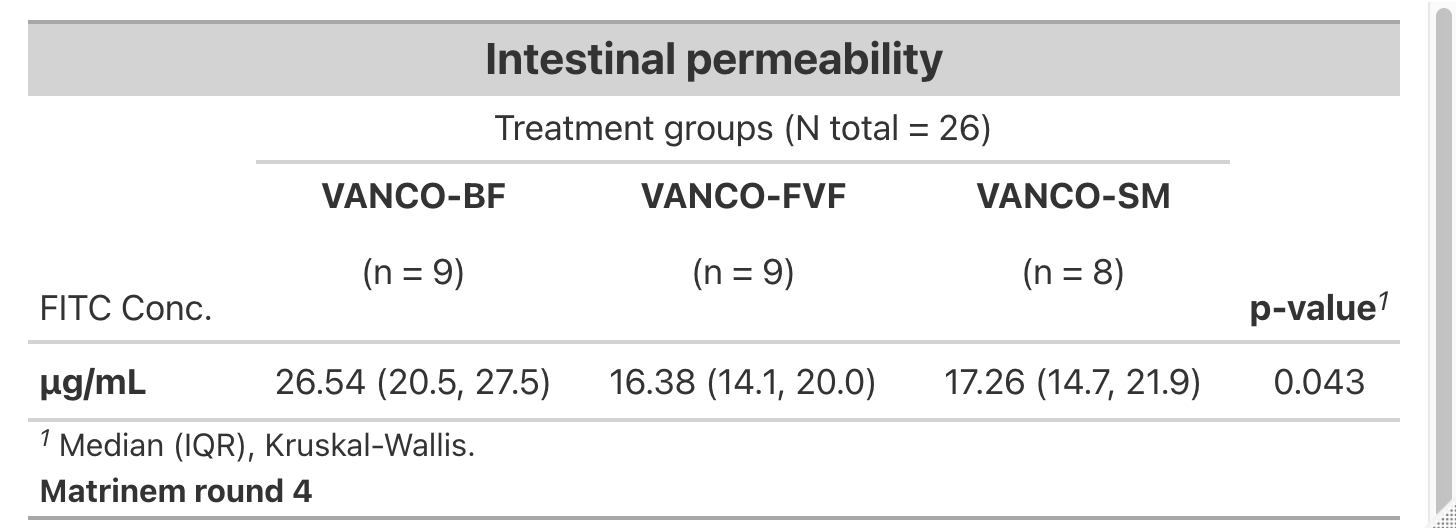 Intestinal permeability
Treatment groups (N total = 26)
VANCO-BF VANCO-FVF VANCO-SM
(n = 9) (n = 9) (n = 8)
FITC Conc. p-value1
µg/mL 26.54 (20.5, 27.5) 16.38 (14.1, 20.0) 17.26 (14.7, 21.9) 0.043
1 Median (IQR), Kruskal-Wallis.
Matrinem round 4